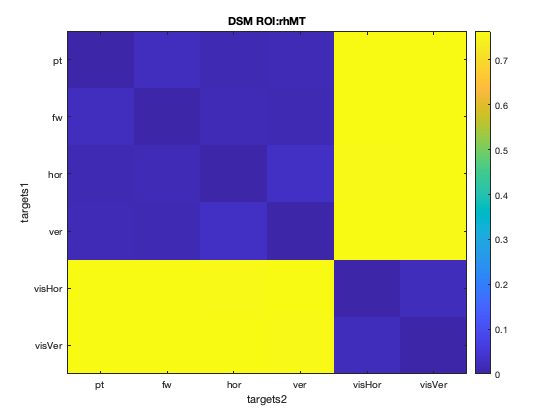 DSM ROI:rhMT
targets1
pt
fw
hor
ver
visHor
visVer
pt fw hor ver visHor visVer
targets2
0.7
0.6
0.5
0.4
0.3
0.2
0.1
0